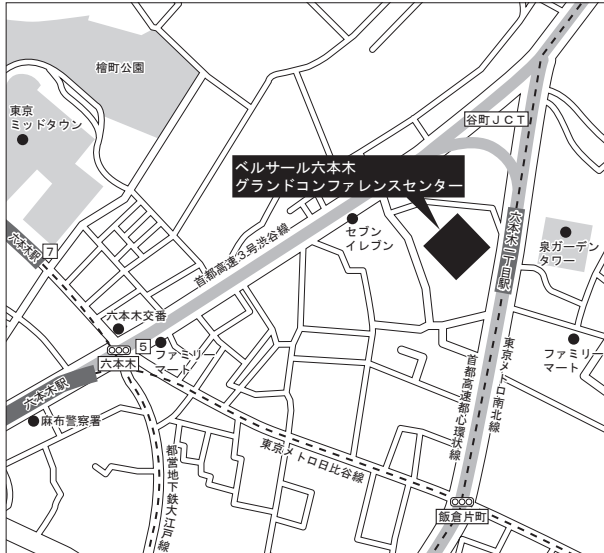 檜町公園
東京
ミッドタウン
谷町JCT
ベルサール六本木
グランドコンファレンスセンター
セブン
イレブン
六本木一丁目駅
泉ガーデン
タワー
六本木駅
7
首都高速3号渋谷線
六本木交番
5
ファミリー
マート
六本木
六本木駅
麻布警察署
東京メトロ南北線
首都高速都心環状線
ファミリー
マート
都営地下鉄大江戸線
東京メトロ日比谷線
飯倉片町